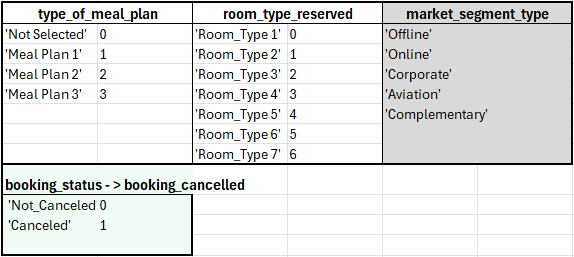 type_of_meal_plan room_type_reserved market_segment_type
'Not Selected' 0 'Room_Type 1' 0 'Offline'
'Meal Plan 1' 1 'Room_Type 2' 1 'Online'
'Meal Plan 2' 2 'Room_Type 3' 2 'Corporate'
'Meal Plan 3' 3 'Room_Type 4' 3 'Aviation'
'Room_Type 5' 4 'Complementary'
'Room_Type 6' 5
'Room_Type 7' 6
booking_status - > booking_cancelled
'Not_Canceled 0
'Canceled' 1